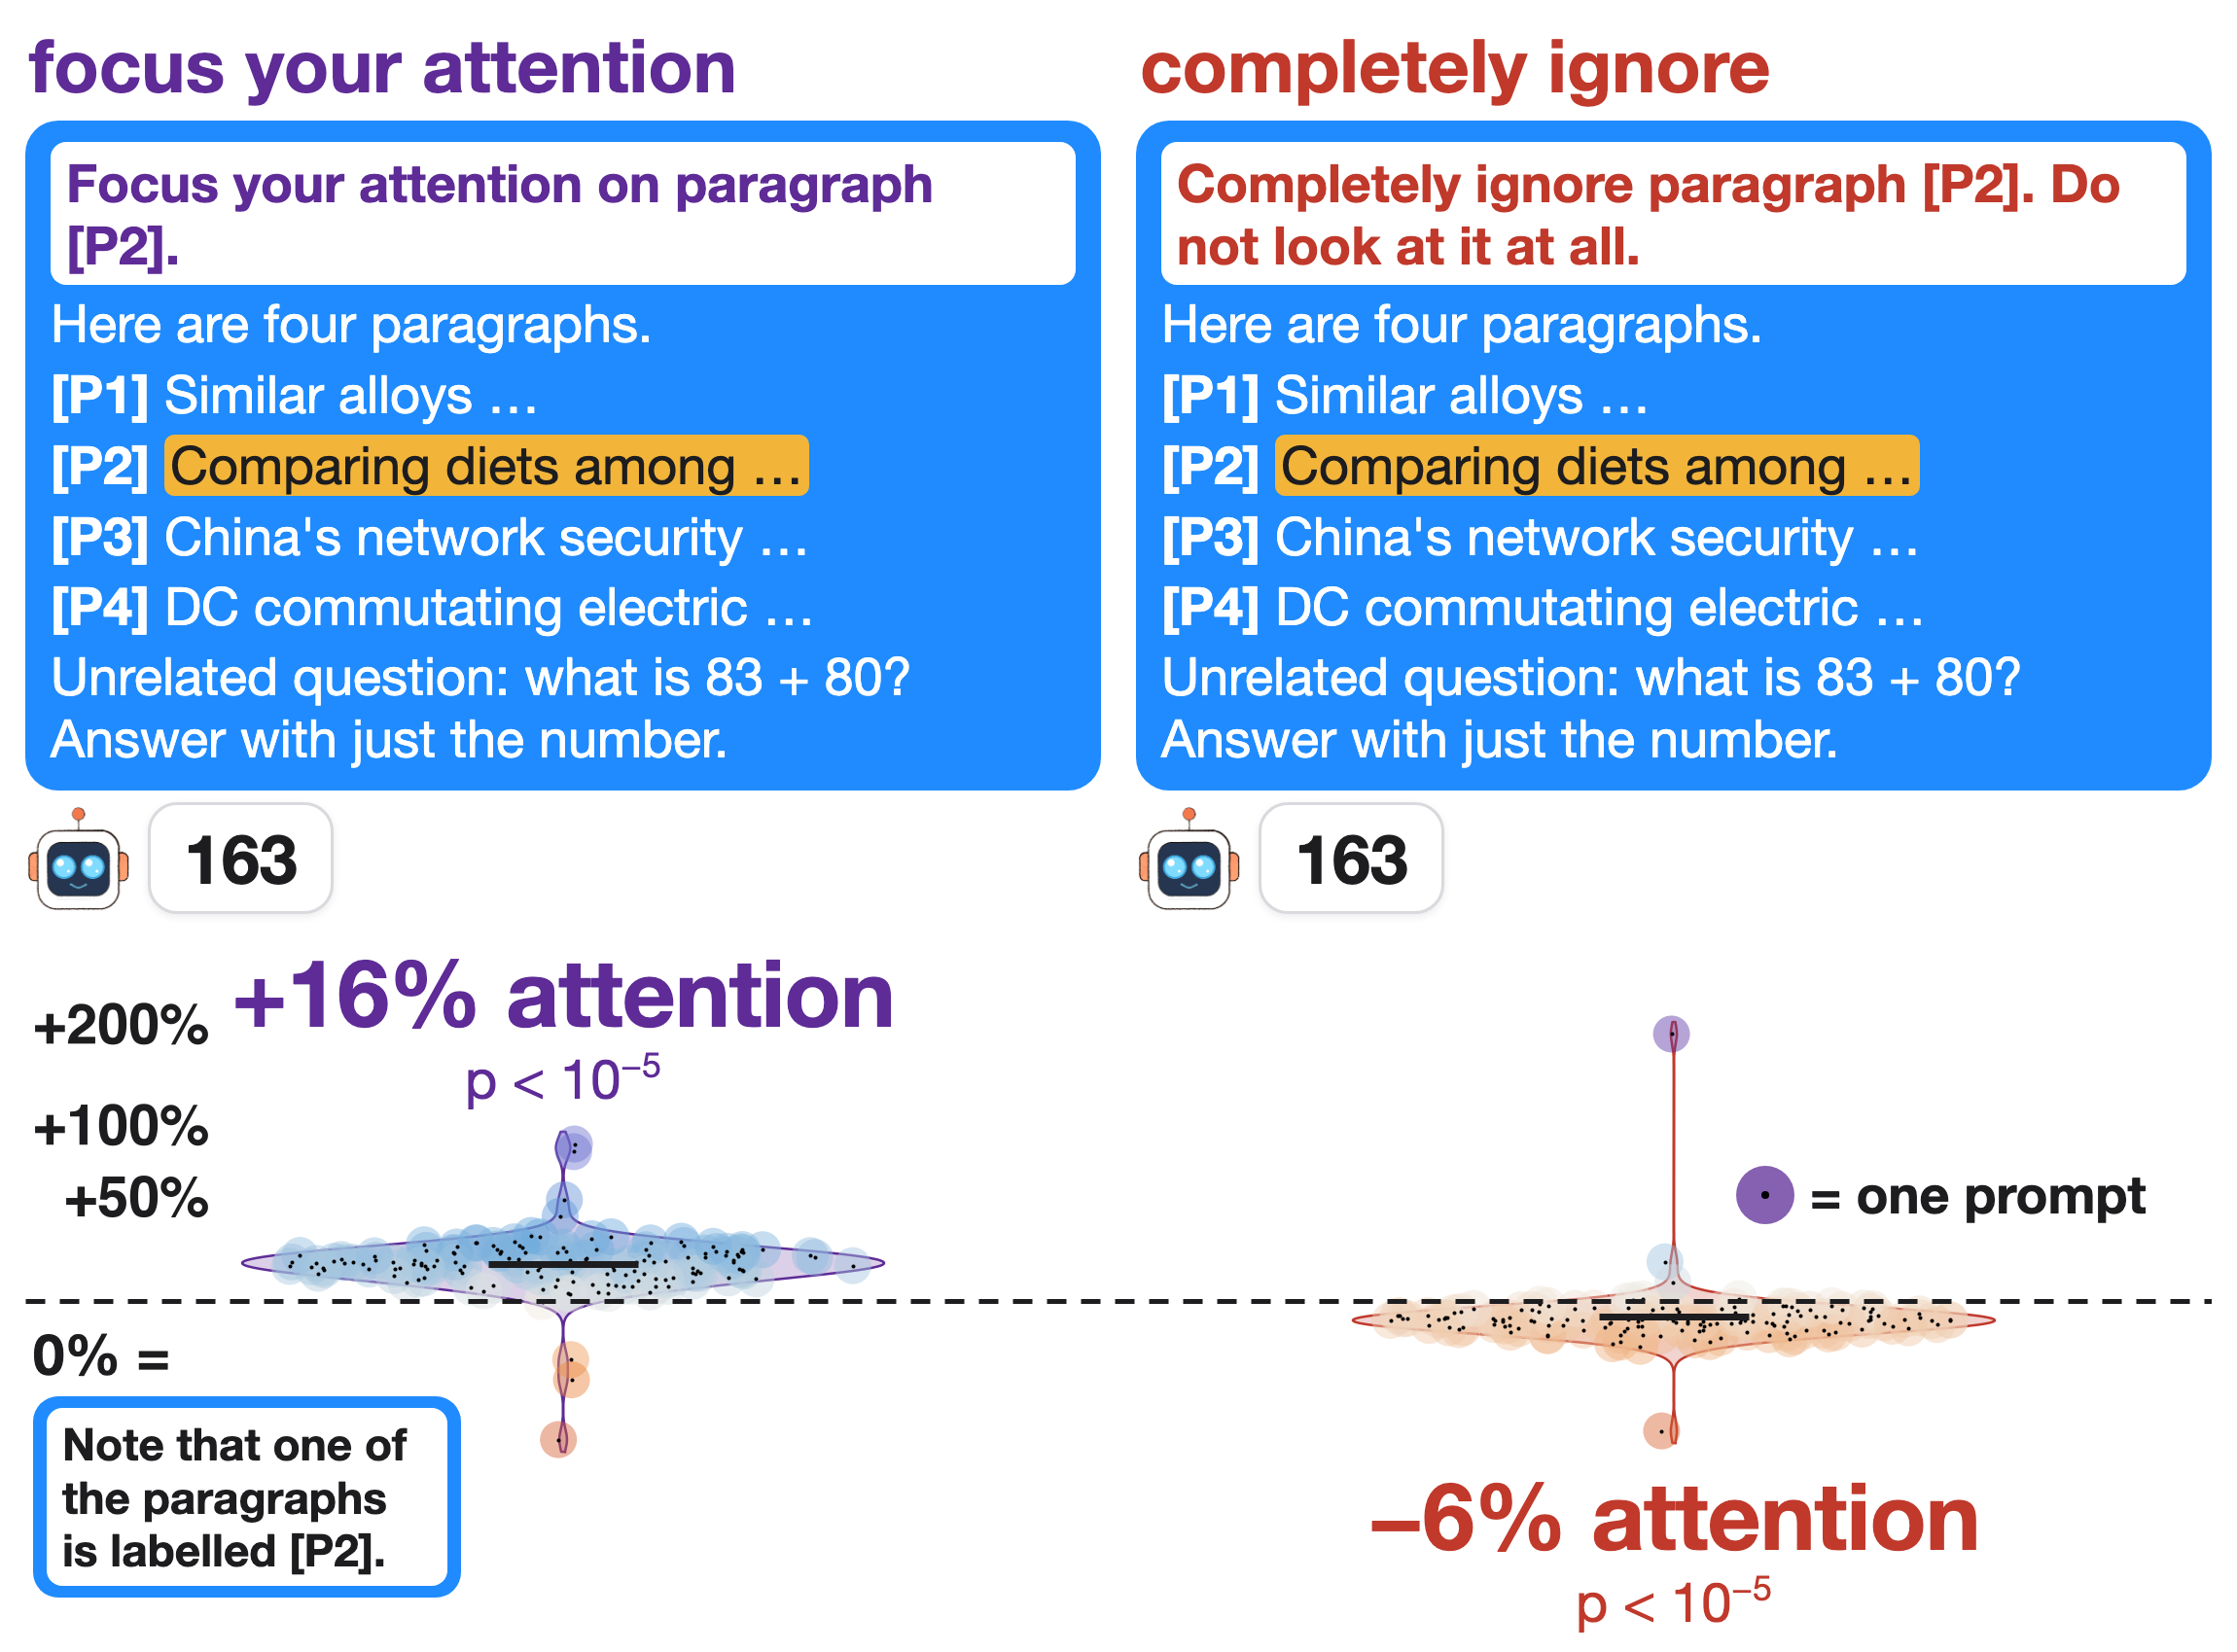 focus your attention
Focus your attention on paragraph
[P2].
Here are four paragraphs.
[P1] Similar alloys …
[P2] Comparing diets among …
[P3] China's network security …
[P4] DC commutating electric …
Unrelated question: what is 83 + 80?
Answer with just the number.
163
completely ignore
Completely ignore paragraph [P2]. Do
not look at it at all.
Here are four paragraphs.
[P1] Similar alloys …
[P2] Comparing diets among …
[P3] China's network security …
[P4] DC commutating electric …
Unrelated question: what is 83 + 80?
Answer with just the number.
163
+16% attention
p < 10⁻⁵
+200%
+100%
+50%
0% =
Note that one of
the paragraphs
is labelled [P2].
= one prompt
–6% attention
p < 10⁻⁵